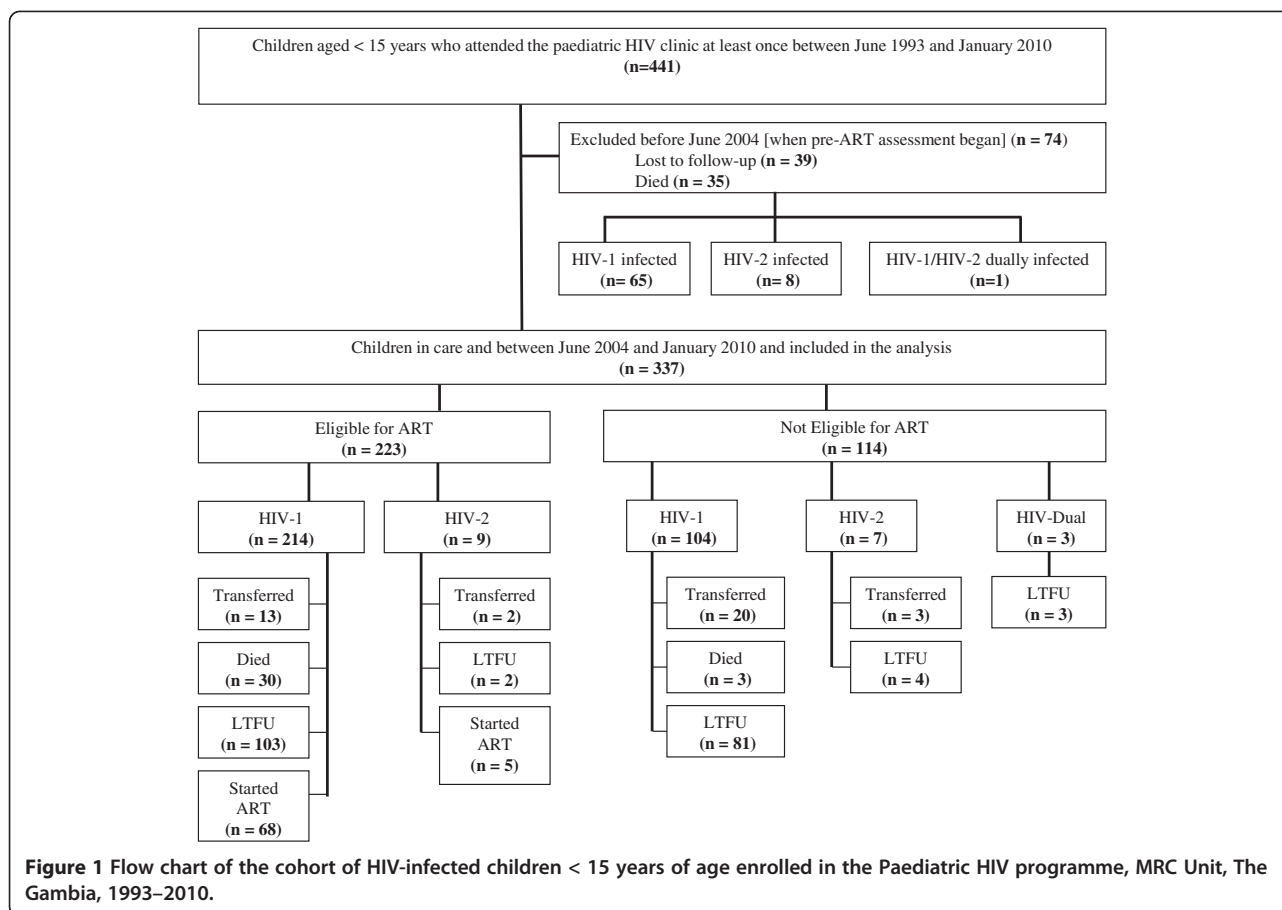 Children aged < 15 years who attended the paediatric HIV clinic at least once between June 1993 and January 2010
(n=441)
Excluded before June 2004 [when pre-ART assessment began] (n = 74)
Lost to follow-up (n = 39)
Died (n = 35)
HIV-1 infected
(n= 65)
HIV-2 infected
(n= 8)
HIV-1/HIV-2 dually infected
(n=1)
Children in care and between June 2004 and January 2010 and included in the analysis
(n = 337)
Eligible for ART
(n = 223)
Not Eligible for ART
(n = 114)
HIV-1
(n = 214)
HIV-2
(n = 9)
HIV-1
(n = 104)
HIV-2
(n = 7)
HIV-Dual
(n = 3)
Transferred
(n = 13)
Died
(n = 30)
LTFU
(n = 103)
Started
ART
(n = 68)
Transferred
(n = 2)
LTFU
(n = 2)
Started
ART
(n = 5)
Transferred
(n = 20)
Died
(n = 3)
LTFU
(n = 81)
Transferred
(n = 3)
LTFU
(n = 4)
LTFU
(n = 3)
Figure 1 Flow chart of the cohort of HIV-infected children < 15 years of age enrolled in the Paediatric HIV programme, MRC Unit, The
Gambia, 1993–2010.